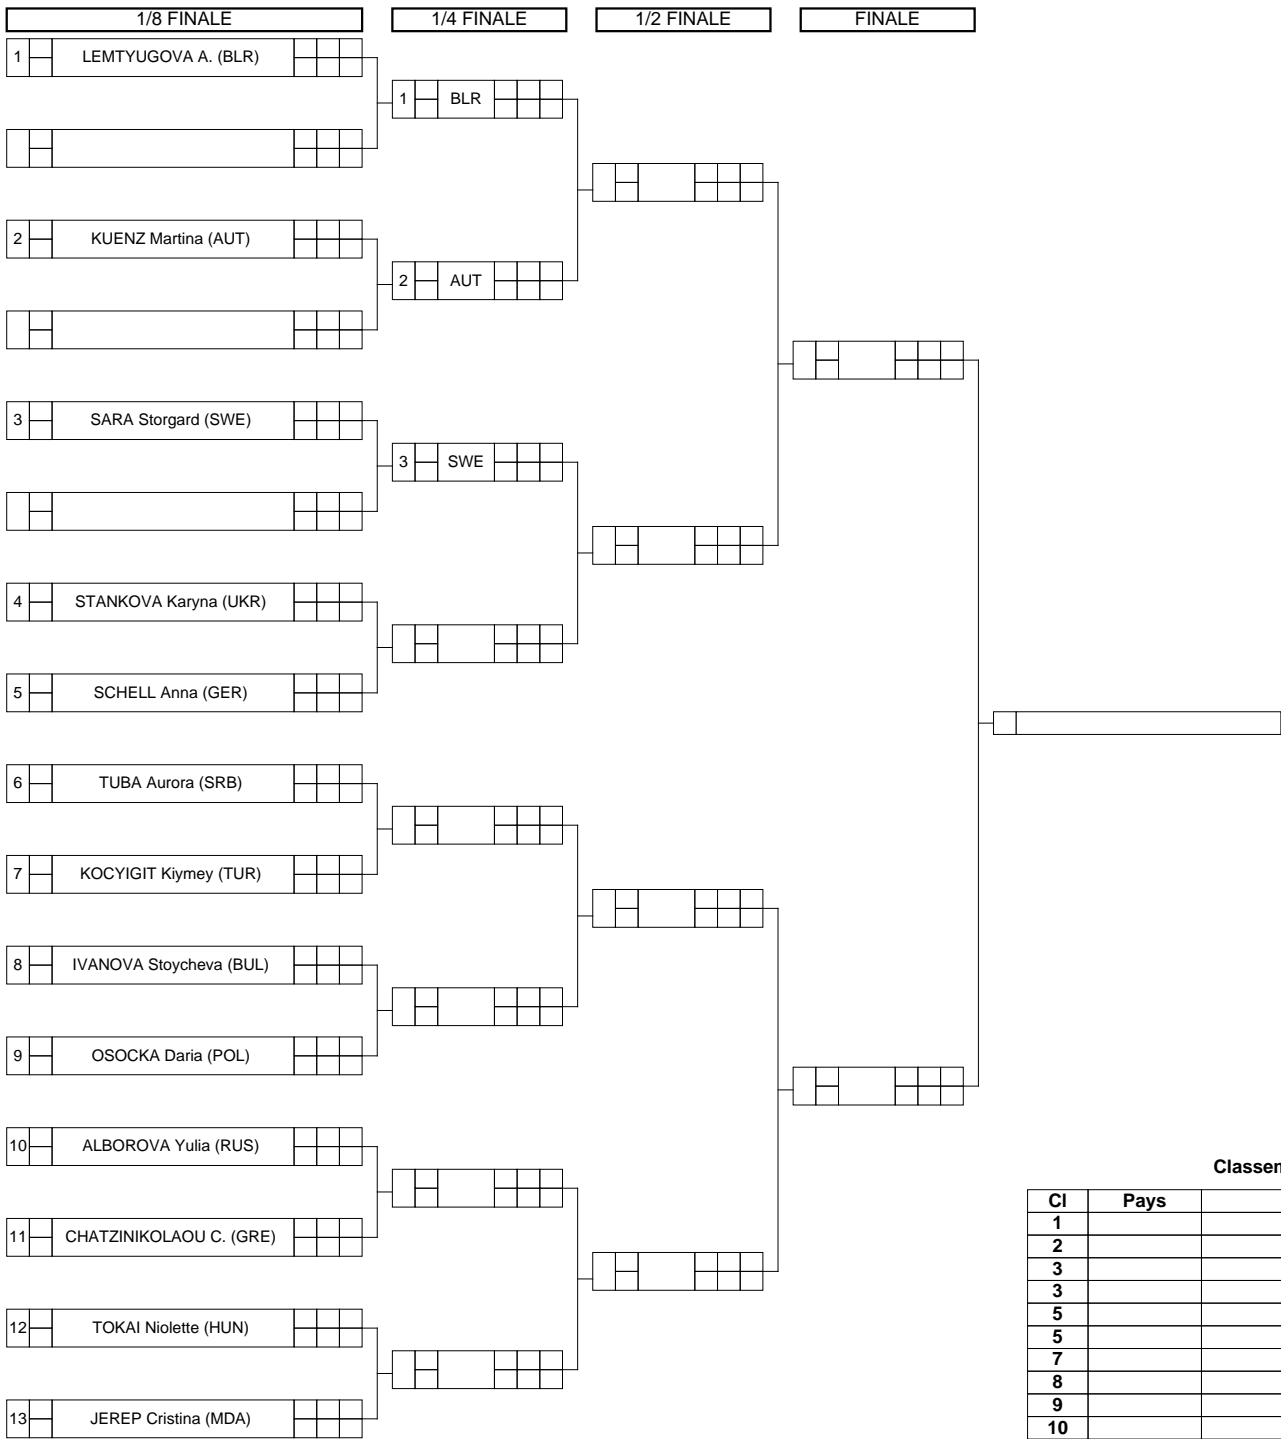 1/8 FINALE 1/4 FINALE 1/2 FINALE FINALE
1 LEMTYUGOVA A. (BLR)
1 BLR
2 KUENZ Martina (AUT)
2 AUT
3 SARA Storgard (SWE)
3 SWE
4 STANKOVA Karyna (UKR)
5 SCHELL Anna (GER)
6 TUBA Aurora (SRB)
7 KOCYIGIT Kiymey (TUR)
8 IVANOVA Stoycheva (BUL)
9 OSOCKA Daria (POL)
10 ALBOROVA Yulia (RUS)
11 CHATZINIKOLAOU C. (GRE)
12 TOKAI Niolette (HUN)
13 JEREP Cristina (MDA)
Classen
Cl Pays
1
2
3
3
5
5
7
8
9
10